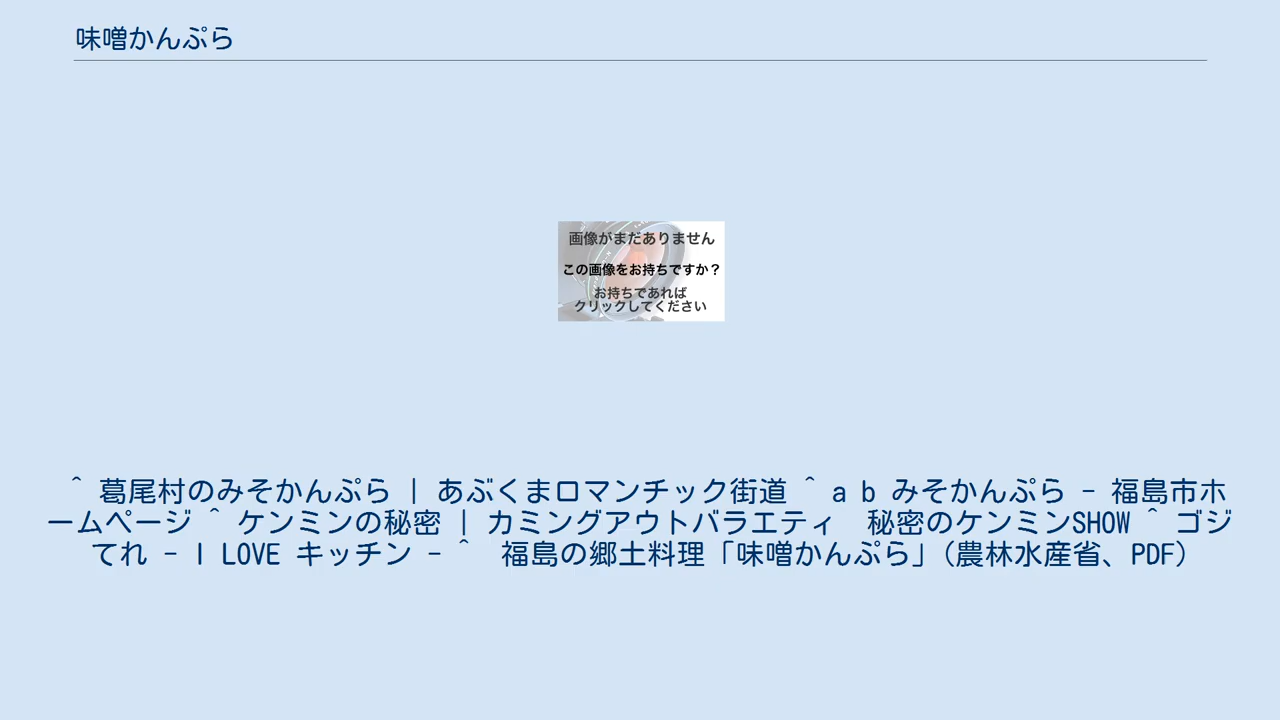 味噌かんぷら
画像がまだありません
この画像をお持ちですか？
お持ちであれば
クリックしてください
^ 葛尾村のみそかんぷら | あぶくまロマンチック街道 ^ a b みそかんぷら - 福島市ホ
ームページ ^ ケンミンの秘密 | カミングアウトバラエティ　秘密のケンミンSHOW ^ ゴジ
てれ - I LOVE キッチン - ^　福島の郷土料理「味噌かんぷら」（農林水産省、PDF）